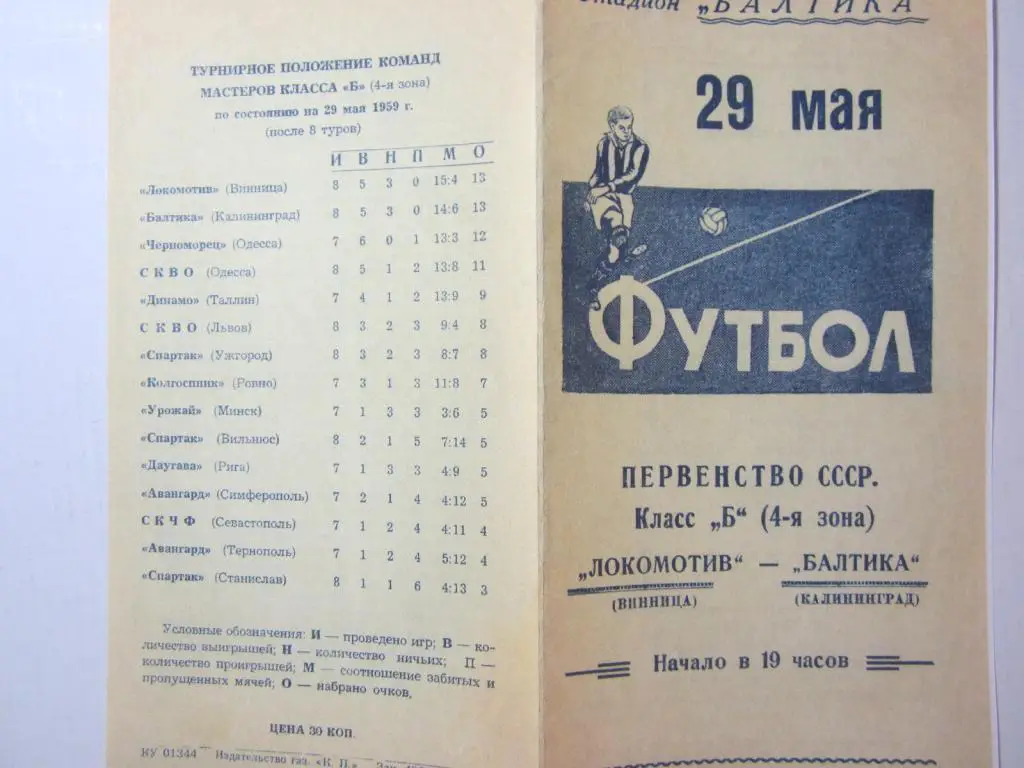 ТУРНИРНОЕ ПОЛОЖЕНИЕ КОМАНД
МАСТЕРОВ КЛАССА «Б» (4-я зона)
по состоянию на 29 мая 1959 г.
(после 8 туров)
И В Н П М О
«Локомотив» (Винница) 8 5 3 0 15:4 13
«Балтика» (Калининград) 8 5 3 0 14:6 13
«Черноморец» (Одесса) 7 6 0 1 13:3 12
СКВО (Одесса) 8 5 1 2 13:8 11
«Динамо» (Таллин) 7 4 1 2 13:9 9
СКВО (Львов) 8 3 2 3 9:4 8
«Спартак» (Ужгород) 8 3 2 3 8:7 8
«Колгоспник» (Ровно) 7 3 1 3 11:8 7
«Урожай» (Минск) 7 1 3 3 3:6 5
«Спартак» (Вильнюс) 8 2 1 5 7:14 5
«Даугава» (Рига) 7 1 3 3 4:9 5
«Авангард» (Симферополь) 7 2 1 4 4:12 5
СКЧФ (Севастополь) 7 1 2 4 4:11 4
«Авангард» (Тернополь) 7 1 2 4 5:12 4
«Спартак» (Станислав) 8 1 1 6 4:13 3
Условные обозначения: И — проведено игр; В — ко-
личество выигрышей; Н — количество ничьих; П —
количество проигрышей; М — соотношение забитых и
пропущенных мячей; О — набрано очков.
ЦЕНА 30 КОП.
КУ 01344 Издательство газ. «К. П.»
Стадион „БАЛТИКА“
29 мая
ФУТБОЛ
ПЕРВЕНСТВО СССР.
Класс „Б“ (4-я зона)
„ЛОКОМОТИВ“ — „БАЛТИКА“
(ВИННИЦА) (КАЛИНИНГРАД)
Начало в 19 часов